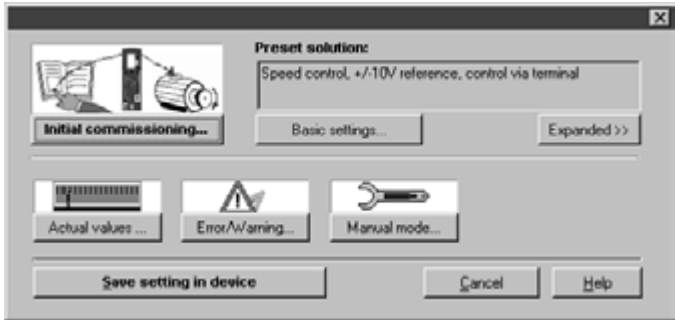 Preset solution:
Speed control, +/-10V reference, control via terminal
Initial commissioning...
Basic settings...
Expanded >>
Actual values ...
Error/Warning...
Manual mode...
Save setting in device
Cancel
Help